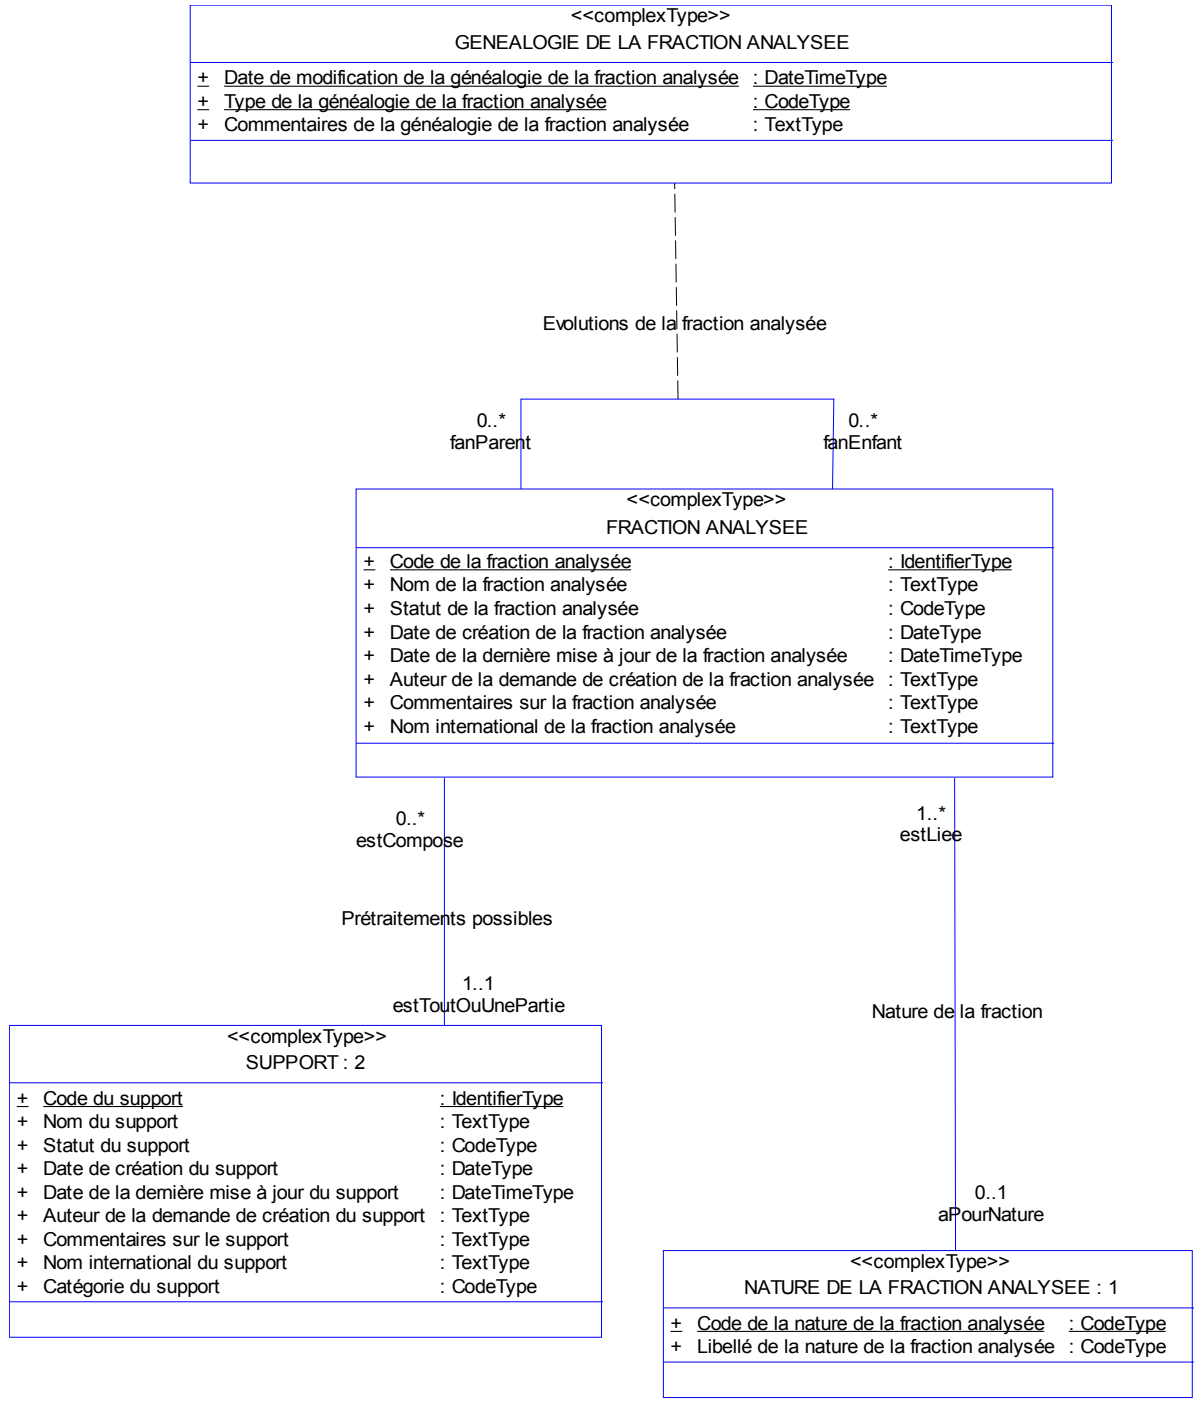 <<complexType>>
GENEALOGIE DE LA FRACTION ANALYSEE
+ Date de modification de la généalogie de la fraction analysée : DateTimeType
+ Type de la généalogie de la fraction analysée : CodeType
+ Commentaires de la généalogie de la fraction analysée : TextType
Evolutions de la fraction analysée
0..* 0..*
fanParent fanEnfant
<<complexType>>
FRACTION ANALYSEE
+ Code de la fraction analysée : IdentifierType
+ Nom de la fraction analysée : TextType
+ Statut de la fraction analysée : CodeType
+ Date de création de la fraction analysée : DateType
+ Date de la dernière mise à jour de la fraction analysée : DateTimeType
+ Auteur de la demande de création de la fraction analysée : TextType
+ Commentaires sur la fraction analysée : TextType
+ Nom international de la fraction analysée : TextType
0..*
estCompose
1..*
estLiee
Prétraitements possibles
1..1
estToutOuUnePartie
Nature de la fraction
<<complexType>>
SUPPORT : 2
+ Code du support : IdentifierType
+ Nom du support : TextType
+ Statut du support : CodeType
+ Date de création du support : DateType
+ Date de la dernière mise à jour du support : DateTimeType
+ Auteur de la demande de création du support : TextType
+ Commentaires sur le support : TextType
+ Nom international du support : TextType
+ Catégorie du support : CodeType
0..1
aPourNature
<<complexType>>
NATURE DE LA FRACTION ANALYSEE : 1
+ Code de la nature de la fraction analysée : CodeType
+ Libellé de la nature de la fraction analysée : CodeType